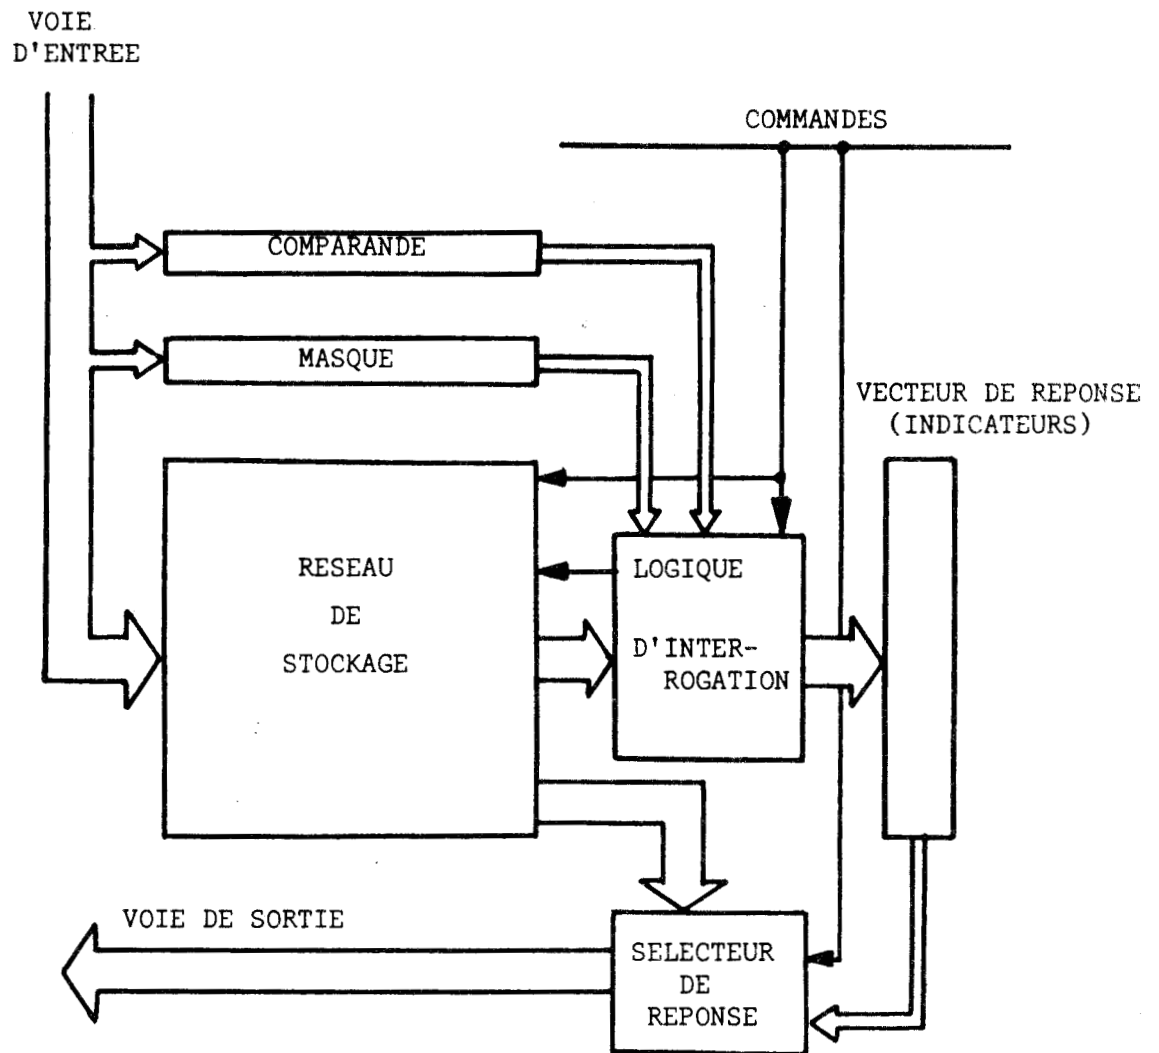 VOIE
D'ENTREE
COMMANDES
COMPARANDE
MASQUE
VECTEUR DE REPONSE
(INDICATEURS)
RESEAU
DE
STOCKAGE
LOGIQUE
D'INTER-
ROGATION
VOIE DE SORTIE
SELECTEUR
DE
REPONSE